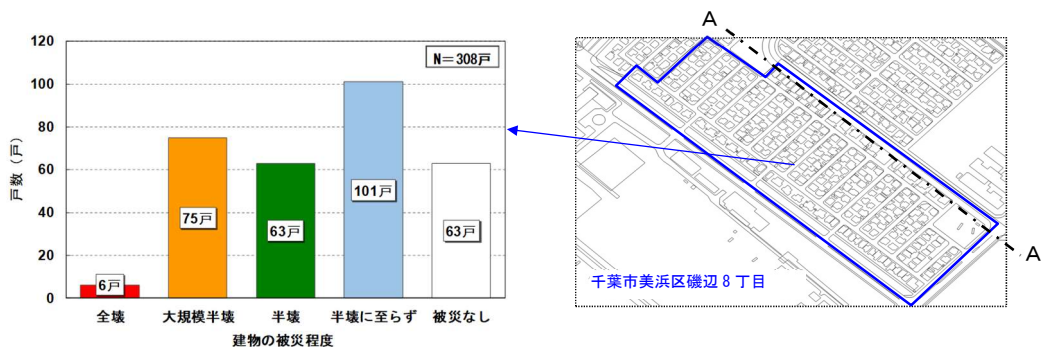 120
100
80
60
40
20
0
戸数（戸）
N＝308戸
6戸
75戸
63戸
101戸
63戸
全壊
大規模半壊
半壊
半壊に至らず
被災なし
建物の被災程度
A
A
千葉市美浜区磯辺８丁目